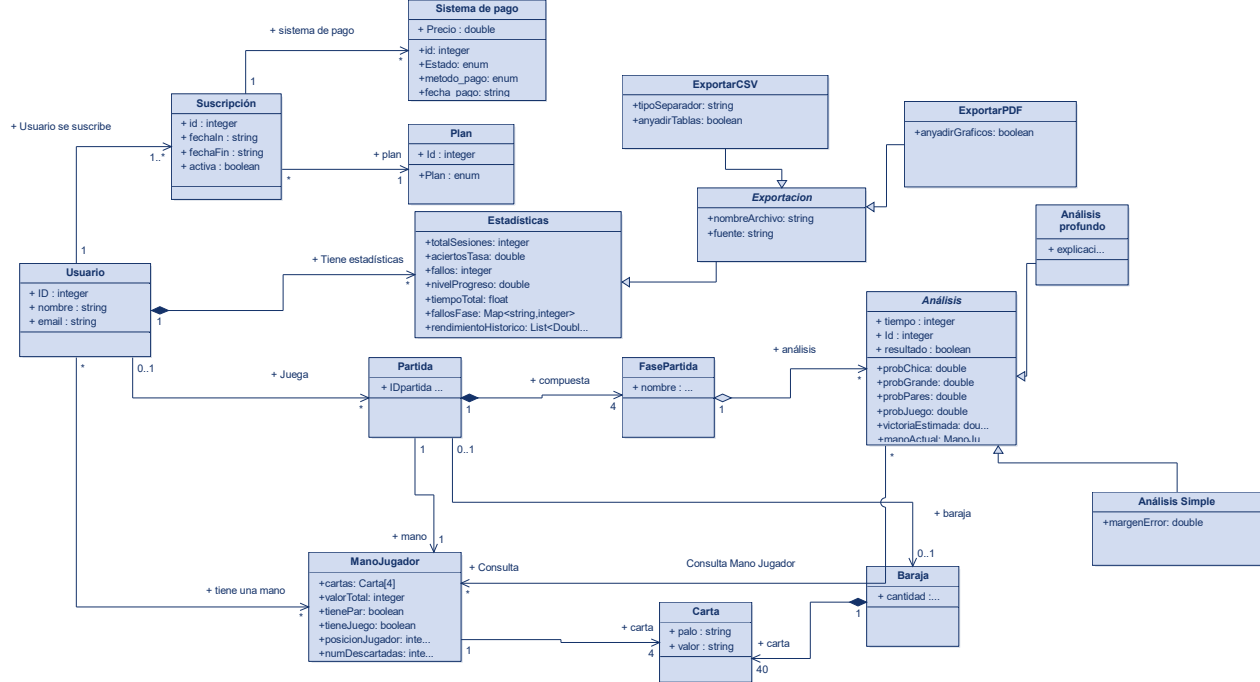 Sistema de pago
+ Precio : double
+id: integer
+Estado: enum
+metodo_pago: enum
+fecha_pago: string
+ sistema de pago
*
1
Suscripción
+ id : integer
+ fechaIn : string
+ fechaFin : string
+ activa : boolean
+ Usuario se suscribe
1..*
1
Plan
+ Id : integer
+Plan : enum
+ plan
*
1
ExportarCSV
+tipoSeparador: string
+anyadirTablas: boolean
ExportarPDF
+anyadirGraficos: boolean
Exportacion
+nombreArchivo: string
+fuente: string
Análisis
profundo
+ explicaci...
Estadísticas
+totalSesiones: integer
+aciertosTasa: double
+fallos: integer
+nivelProgreso: double
+tiempoTotal: float
+fallosFase: Map<string,integer>
+rendimientoHistorico: List<Doubl...
+ Tiene estadísticas
*
1
Usuario
+ ID : integer
+ nombre : string
+ email : string
*
0..1
Análisis
+ tiempo : integer
+ Id : integer
+ resultado : boolean
+probChica: double
+probGrande: double
+probPares: double
+probJuego: double
+victoriaEstimada: dou...
+manoActual: ManoJu
+ análisis
*
1
*
Partida
+ IDpartida ...
+ Juega
*
1
1
0..1
FasePartida
+ nombre : ...
+ compuesta
4
Análisis Simple
+margenError: double
+ baraja
0..1
+ mano
1
ManoJugador
+cartas: Carta[4]
+valorTotal: integer
+tienePar: boolean
+tieneJuego: boolean
+posicionJugador: inte...
+numDescartadas: inte...
+ tiene una mano
*
+ Consulta
*
Consulta Mano Jugador
1
Baraja
+ cantidad :...
1
Carta
+ palo : string
+ valor : string
+ carta
4
+ carta
40